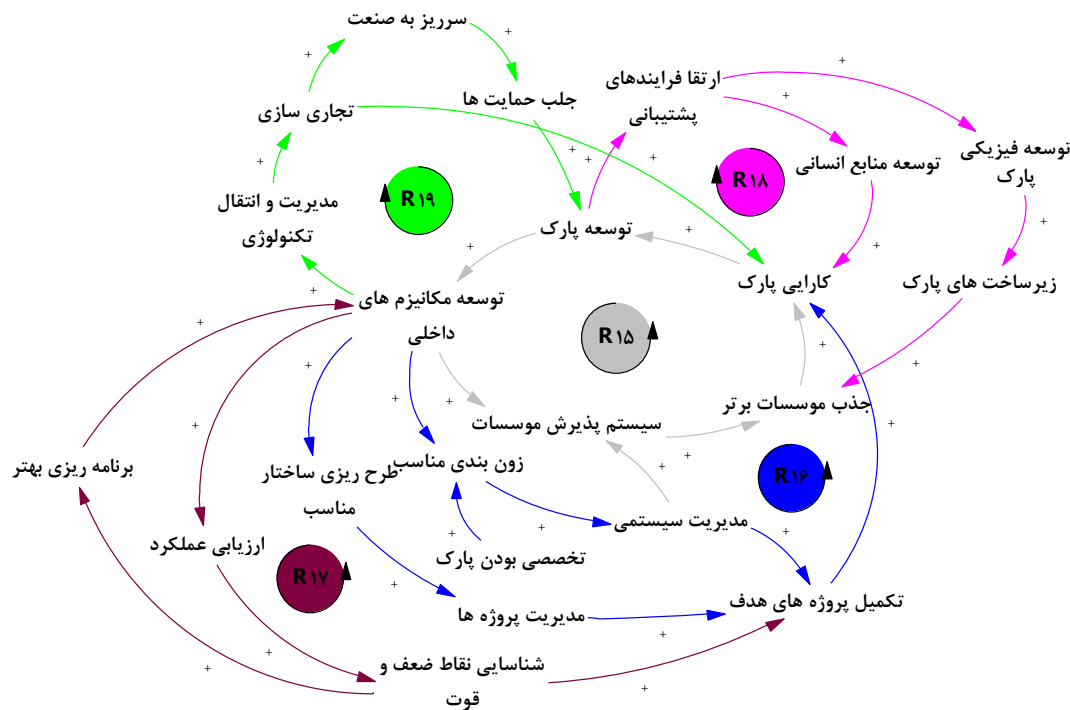 سرریز به صنعت
+
+
ارتقا فرایندهای
پشتیبانی
+
+
جلب حمایت ها
تجاری سازی
توسعه فیزیکی
پارک
توسعه منابع انسانی
+
+
+
+
R۱۹
R۱۸
مدیریت و انتقال
تکنولوژی
توسعه پارک
+
+
+
+
کارایی پارک
زیرساخت های پارک
+
توسعه مکانیزم های
داخلی
+
R۱۵
+
+
+
+
+
جذب موسسات برتر
سیستم پذیرش موسسات
+
+
+
برنامه ریزی بهتر
زون بندی مناسب
طرح ریزی ساختار
مناسب
R۱۶
مدیریت سیستمی
+
+
+
ارزیابی عملکرد
تخصصی بودن پارک
R۱۷
+
تکمیل پروژه های هدف
مدیریت پروژه ها
+
+
+
+
شناسایی نقاط ضعف و
قوت